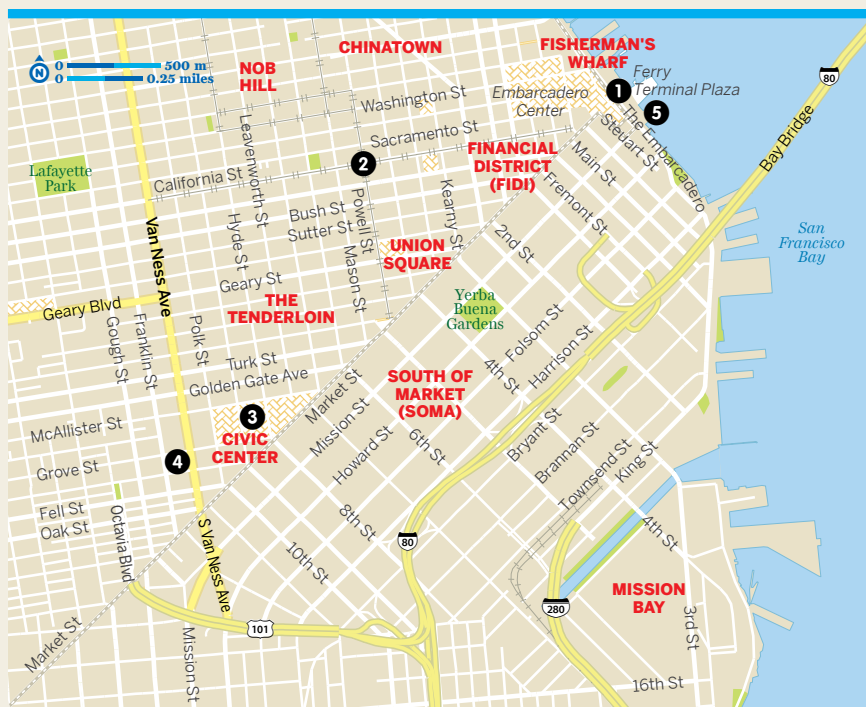 CHINATOWN
FISHERMAN'S
WHARF
NOB
HILL
0 500 m
0 0.25 miles
N
80
1
Ferry
Terminal Plaza
5
Embarcadero
Center
Washington St
Sacramento St
The Embarcadero
Steuart St
Bay Bridge
Leavenworth St
2
FINANCIAL
DISTRICT
(FIDI)
Main St
Lafayette
Park
California St
Fremont St
Powell St
Kearny St
Bush St
Sutter St
Van Ness Ave
Hyde St
Mason St
UNION
SQUARE
2nd St
San
Francisco
Bay
Geary St
THE
TENDERLOIN
Yerba
Buena
Gardens
Geary Blvd
Gough St
Franklin St
Polk St
Folsom St
Harrison St
4th St
Turk St
Golden Gate Ave
SOUTH OF
MARKET
(SOMA)
Market St
Mission St
Howard St
6th St
McAllister St
3
CIVIC
CENTER
Bryant St
Brannan St
Townsend St
King St
4
Grove St
Fell St
Oak St
Octavia Blvd
S Van Ness Ave
8th St
10th St
80
4th St
MISSION
BAY
280
3rd St
101
Market St
Mission St
16th St